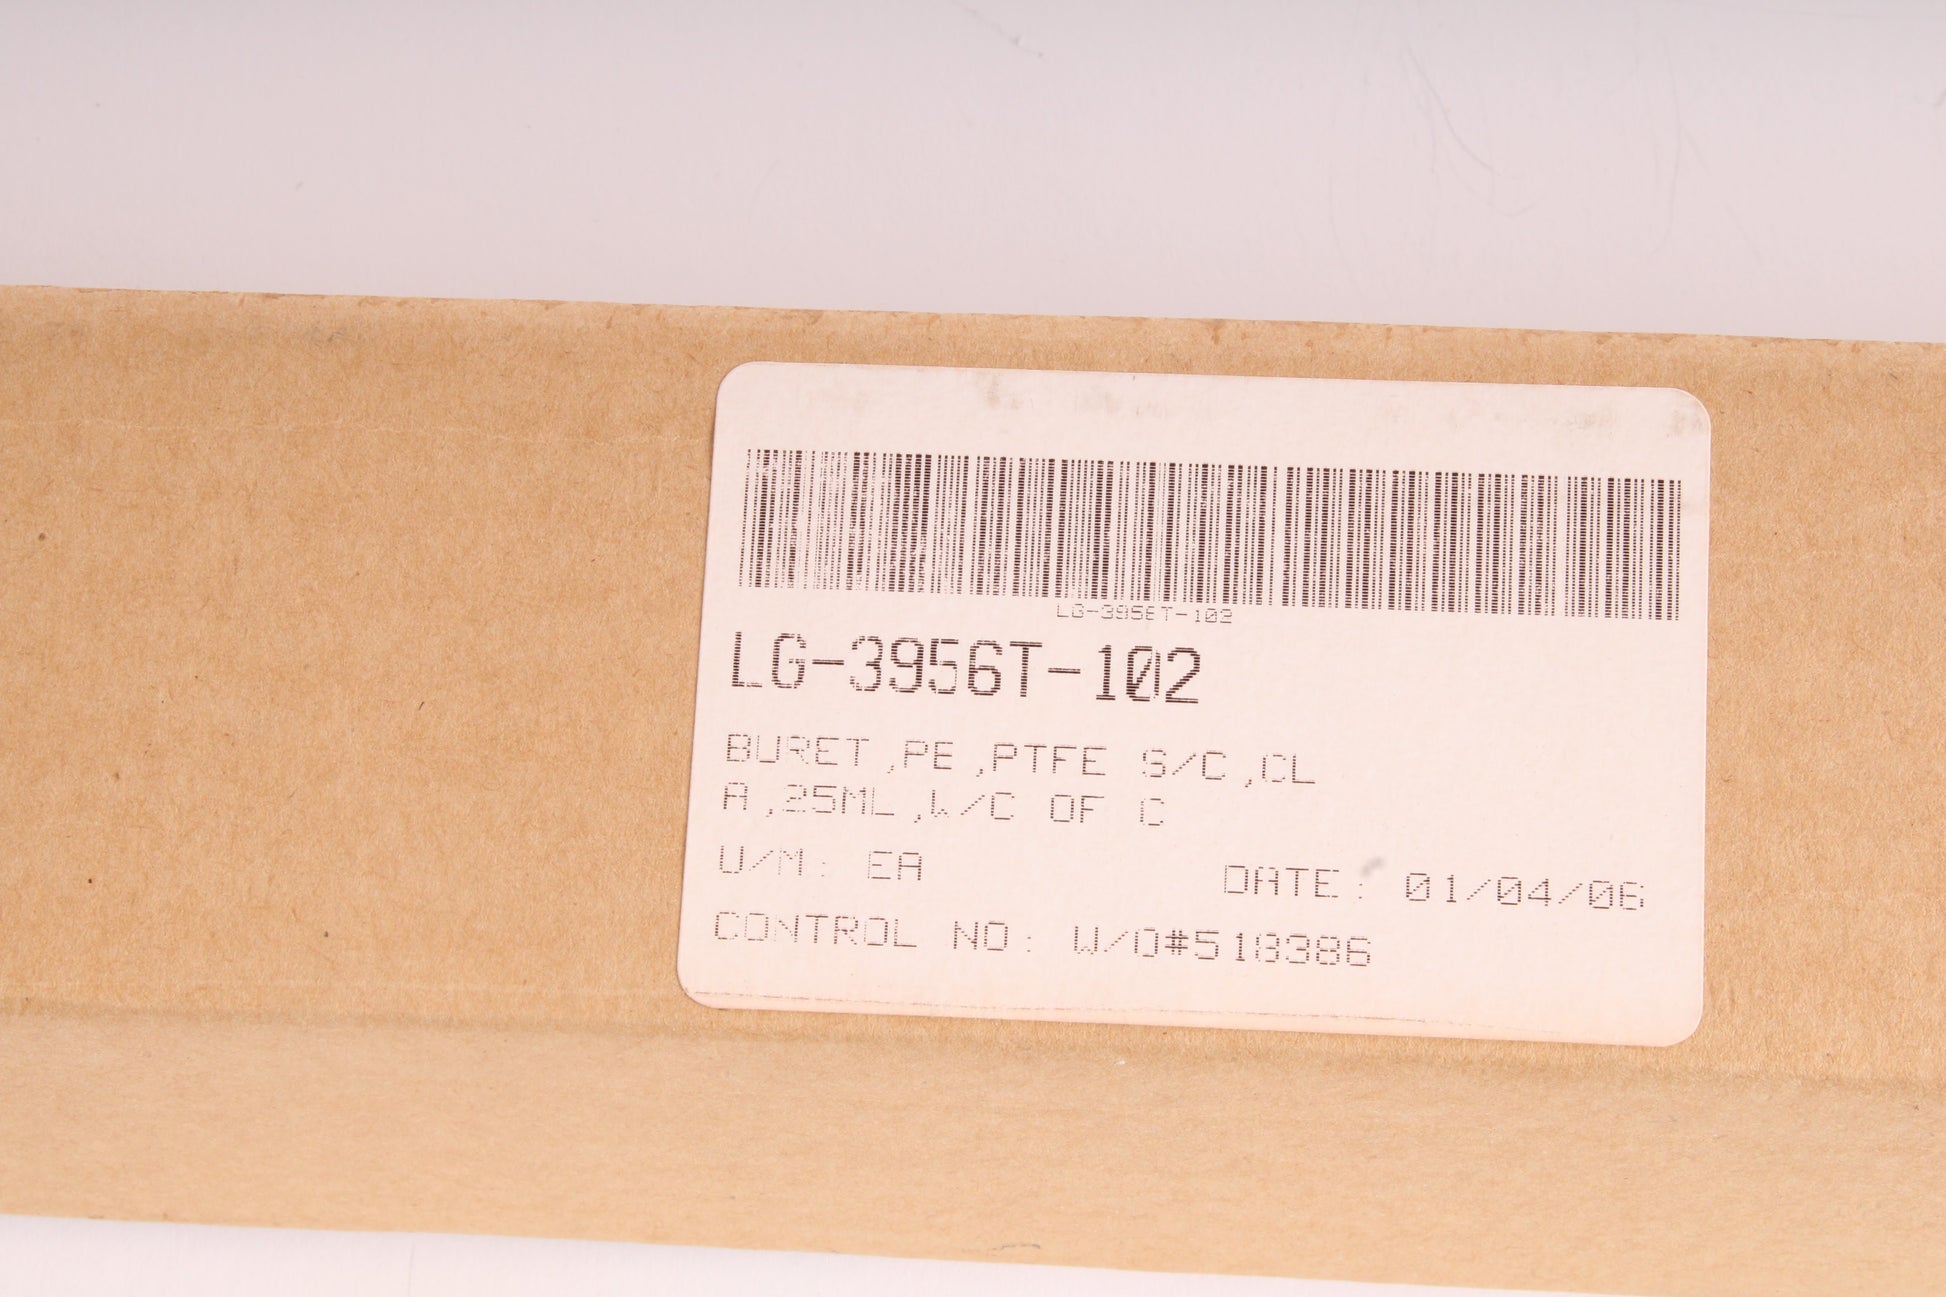 LG-3956T-102
LG-3956T-102
BURET,PE,PTFE S/C,CL
A,25ML,W/C OF C
U/M: EA
DATE: 01/04/06
CONTROL NO: W/O#518386